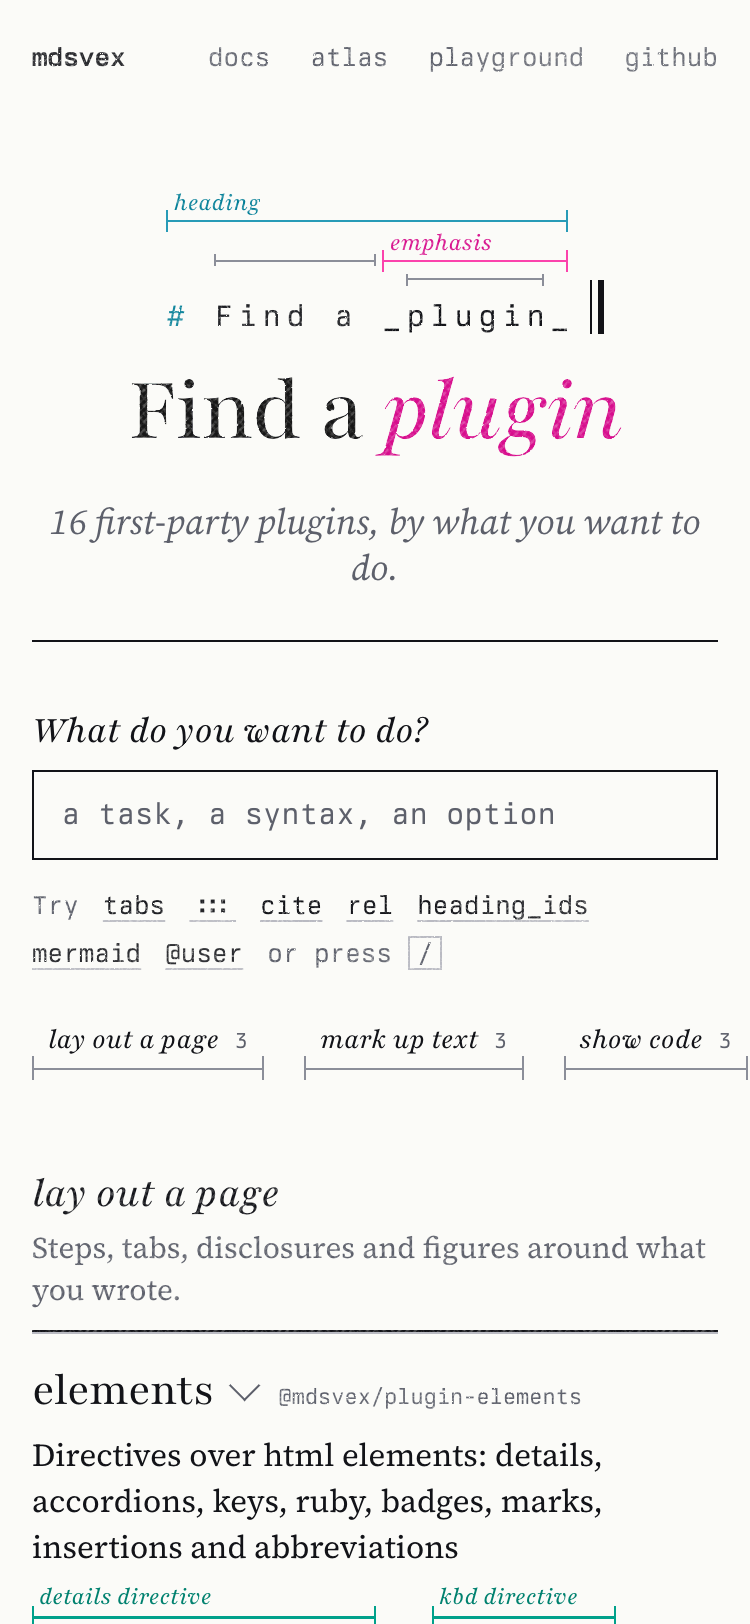 mdsvex docs atlas playground github
heading
emphasis
# Find a _plugin_
Find a plugin
16 first-party plugins, by what you want to
do.
What do you want to do?
a task, a syntax, an option
Try tabs ::: cite rel heading_ids
mermaid @user or press /
lay out a page 3 mark up text 3 show code 3
lay out a page
Steps, tabs, disclosures and figures around what
you wrote.
elements @mdsvex/plugin-elements
Directives over html elements: details,
accordions, keys, ruby, badges, marks,
insertions and abbreviations
details directive kbd directive